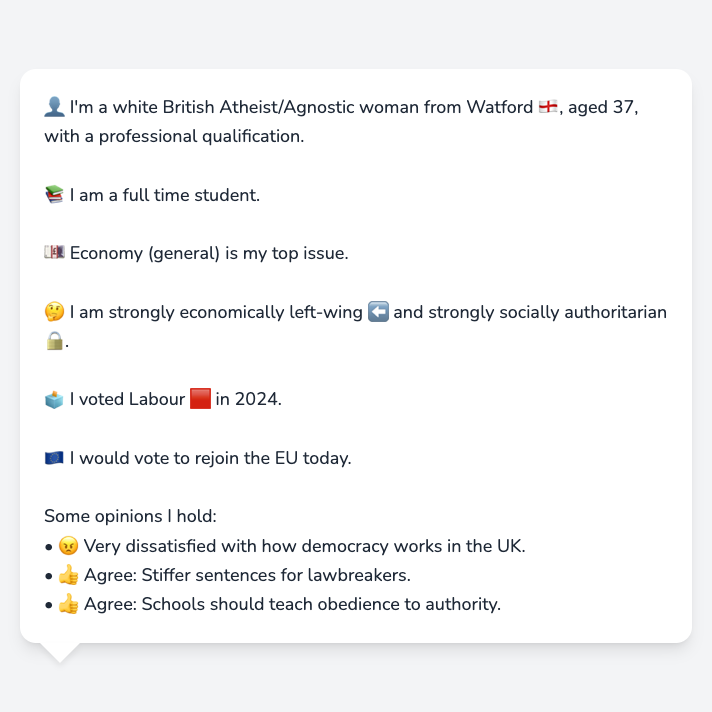 👤 I'm a white British Atheist/Agnostic woman from Watford 🏴󠁧󠁢󠁥󠁮󠁧󠁿, aged 37,
with a professional qualification.
📚 I am a full time student.
💷 Economy (general) is my top issue.
🤔 I am strongly economically left-wing ⬅️ and strongly socially authoritarian
🔒.
🗳️ I voted Labour 🟥 in 2024.
🇪🇺 I would vote to rejoin the EU today.
Some opinions I hold:
• 😠 Very dissatisfied with how democracy works in the UK.
• 👍 Agree: Stiffer sentences for lawbreakers.
• 👍 Agree: Schools should teach obedience to authority.